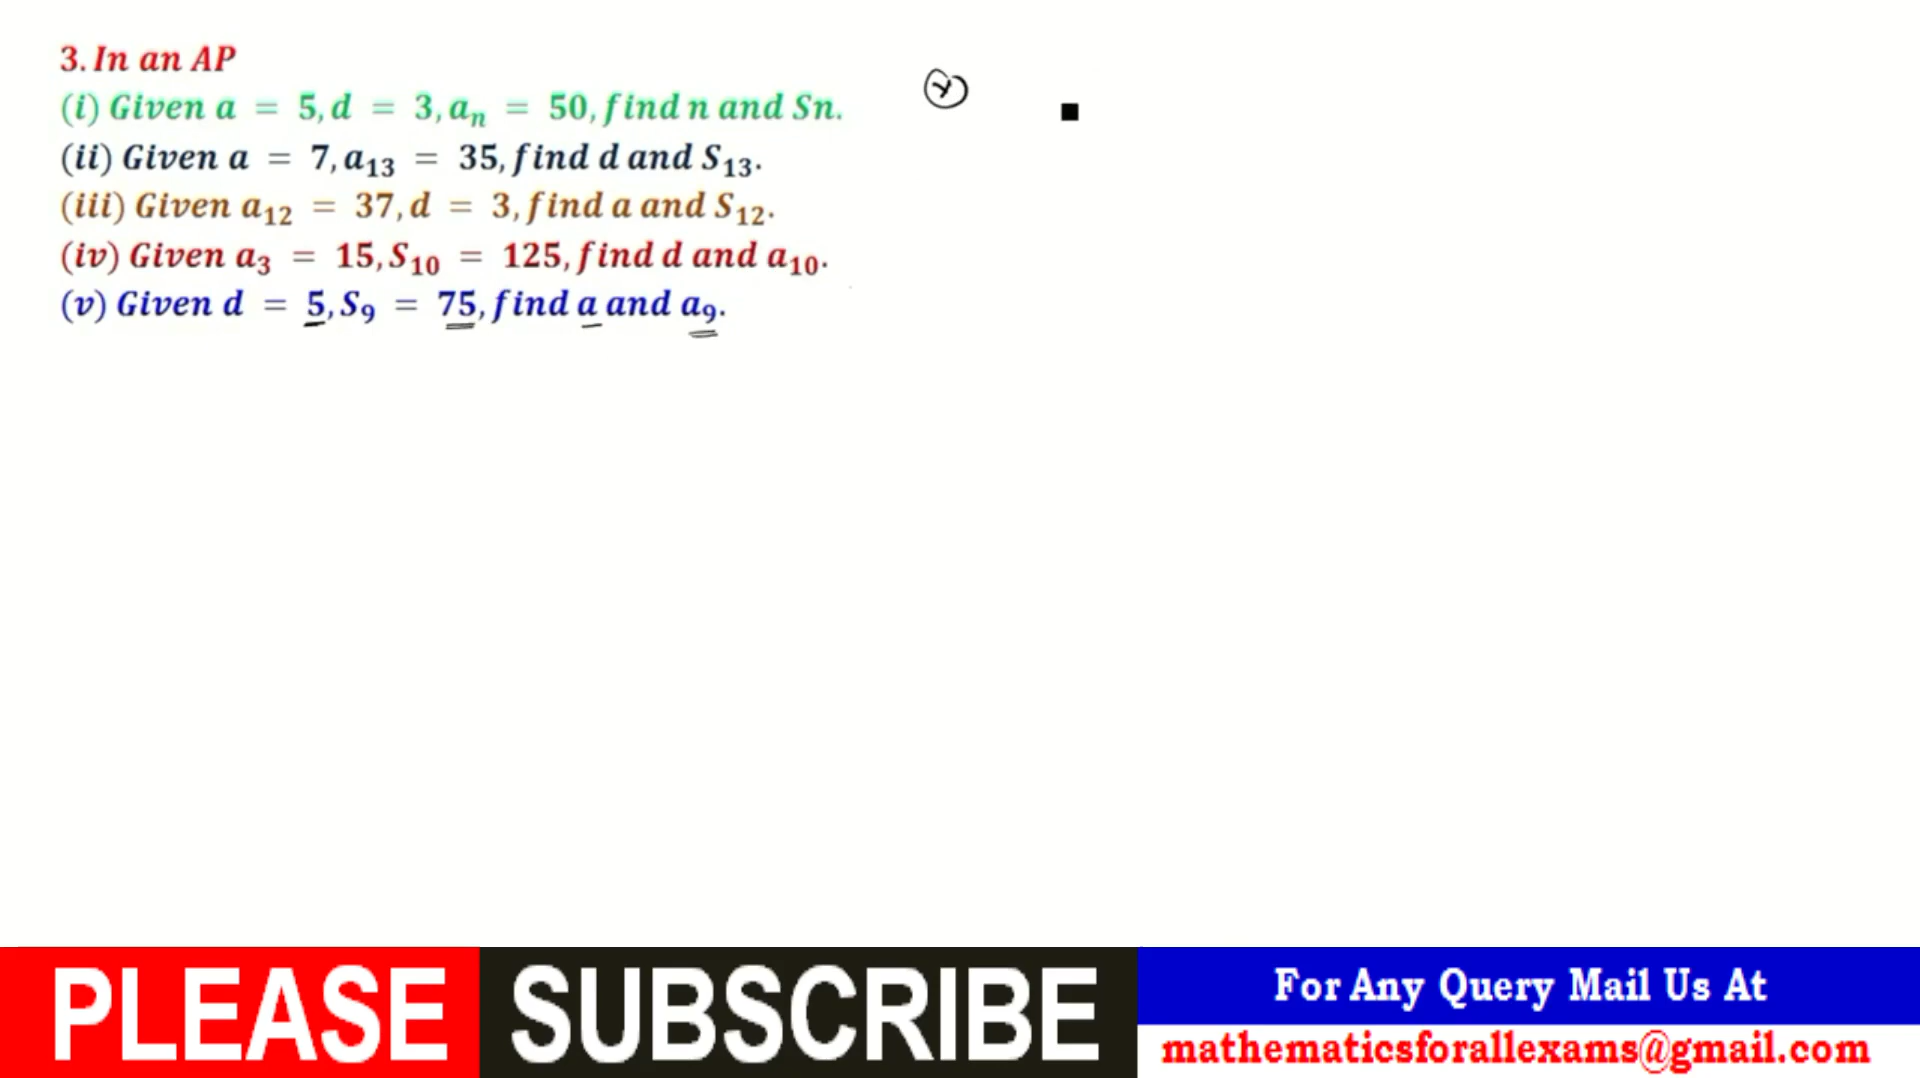 3. In an AP
(i) Given a = 5, d = 3, aₙ = 50, find n and Sn.
(ii) Given a = 7, a₁₃ = 35, find d and S₁₃.
(iii) Given a₁₂ = 37, d = 3, find a and S₁₂.
(iv) Given a₃ = 15, S₁₀ = 125, find d and a₁₀.
(v) Given d = 5, S₉ = 75, find a and a₉.
PLEASE SUBSCRIBE
For Any Query Mail Us At
mathematicsforallexams@gmail.com